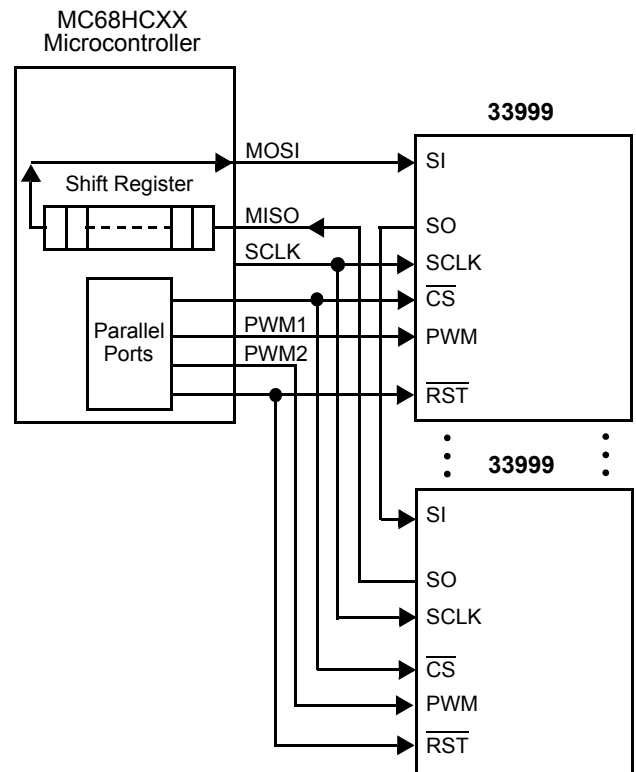 MC68HCXX
Microcontroller
33999
MOSI
SI
Shift Register
MISO
SO
SCLK
SCLK
CS
Parallel
Ports
PWM1
PWM
PWM2
RST
33999
SI
SO
SCLK
CS
PWM
RST